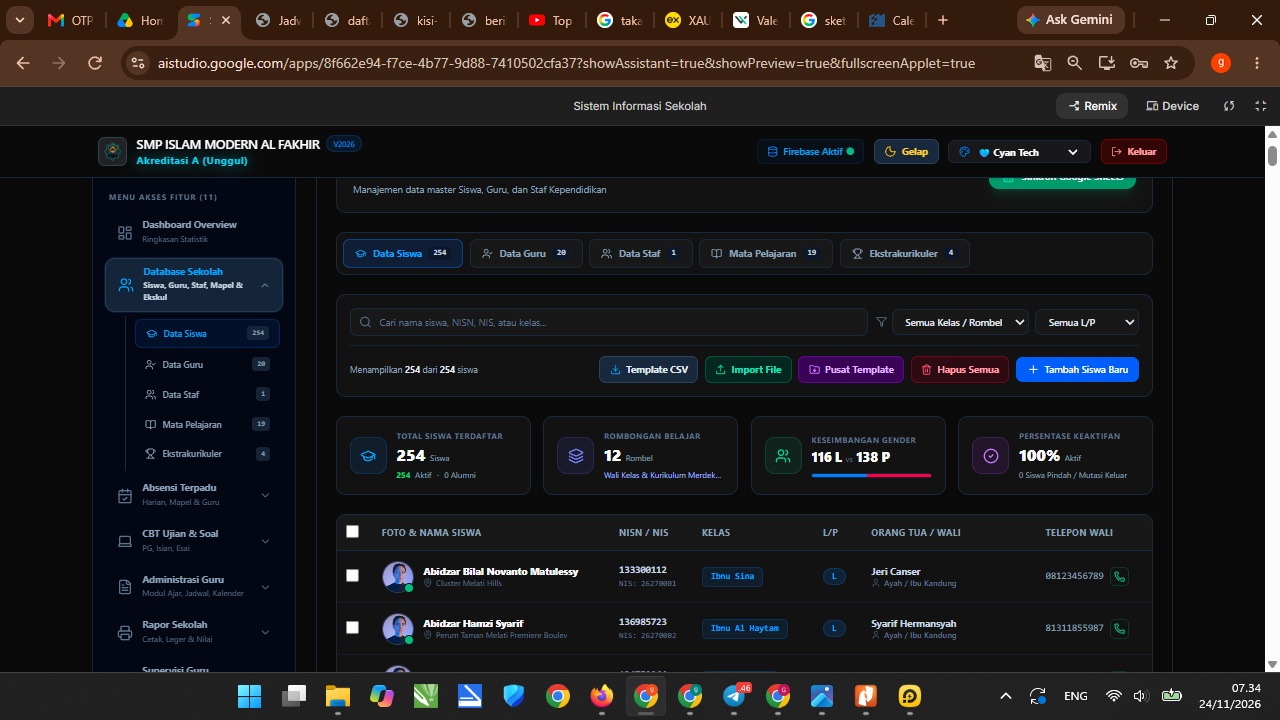 OTP
Hor
Jadv
daft
kisi-
beri
Top
taka
XAU
Vale
sket
Cale
Ask Gemini
aistudio.google.com/apps/8f662e94-f7ce-4b77-9d88-7410502cfa37?showAssistant=true&showPreview=true&fullscreenApplet=true
g
Sistem Informasi Sekolah
Remix
Device
SMP ISLAM MODERN AL FAKHIR
V2026
Akreditasi A (Unggul)
Firebase Aktif
Gelap
Cyan Tech
Keluar
MENU AKSES FITUR (11)
Dashboard Overview
Ringkasan Statistik
Database Sekolah
Siswa, Guru, Staf, Mapel & Ekskul
Data Siswa 254
Data Guru 20
Data Staf 1
Mata Pelajaran 19
Ekstrakurikuler 4
Absensi Terpadu
Harian, Mapel & Guru
CBT Ujian & Soal
PG, Isian, Esai
Administrasi Guru
Modul Ajar, Jadwal, Kalender
Rapor Sekolah
Cetak, Leger & Nilai
Supervisi Guru
Manajemen data master Siswa, Guru, dan Staf Kependidikan
Sinkron Google Sheets
Data Siswa 254
Data Guru 20
Data Staf 1
Mata Pelajaran 19
Ekstrakurikuler 4
Cari nama siswa, NISN, NIS, atau kelas...
Semua Kelas / Rombel
Semua L/P
Menampilkan 254 dari 254 siswa
Template CSV
Import File
Pusat Template
Hapus Semua
Tambah Siswa Baru
TOTAL SISWA TERDAFTAR
254 Siswa
254 Aktif · 0 Alumni
ROMBONGAN BELAJAR
12 Rombel
Wali Kelas & Kurikulum Merdek...
KESEIMBANGAN GENDER
116 L vs 138 P
PERSENTASE KEAKTIFAN
100% Aktif
0 Siswa Pindah / Mutasi Keluar
FOTO & NAMA SISWA
NISN / NIS
KELAS
L/P
ORANG TUA / WALI
TELEPON WALI
Abidzar Bilal Novanto Matulessy
Cluster Melati Hills
133300112
NIS: 26270001
Ibnu Sina
L
Jeri Canser
Ayah / Ibu Kandung
08123456789
Abidzar Hamzi Syarif
Perum Taman Melati Premiere Boulev
136985723
NIS: 26270002
Ibnu Al Haytam
L
Syarif Hermansyah
Ayah / Ibu Kandung
81311855987
46
ENG
07.34
24/11/2026